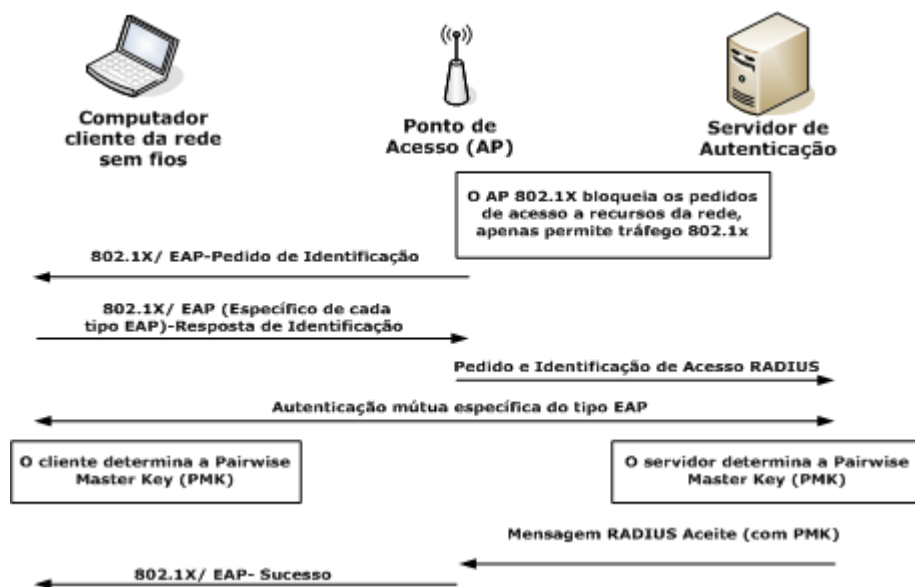 Computador
cliente da rede
sem fios
Ponto de
Acesso (AP)
Servidor de
Autenticação
O AP 802.1X bloqueia os pedidos
de acesso a recursos da rede,
apenas permite tráfego 802.1x
802.1X/ EAP-Pedido de Identificação
802.1X/ EAP (Específico de cada
tipo EAP)-Resposta de Identificação
Pedido e Identificação de Acesso RADIUS
Autenticação mútua específica do tipo EAP
O cliente determina a Pairwise
Master Key (PMK)
O servidor determina a Pairwise
Master Key (PMK)
Mensagem RADIUS Aceite (com PMK)
802.1X/ EAP- Sucesso